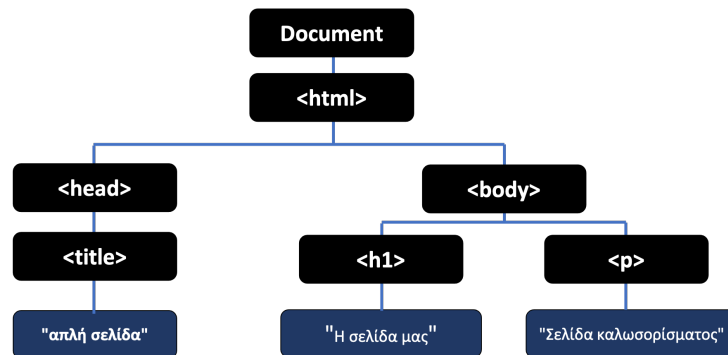 Document
<html>
<head>
<body>
<title>
<h1>
<p>
"απλή σελίδα"
"Η σελίδα μας"
"Σελίδα καλωσορίσματος"